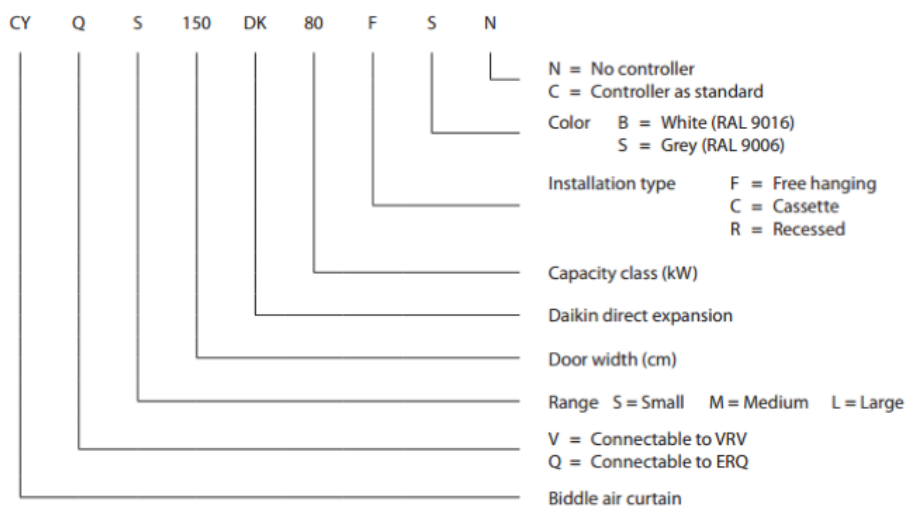 CY Q S 150 DK 80 F S N
N = No controller
C = Controller as standard
Color B = White (RAL 9016)
S = Grey (RAL 9006)
Installation type F = Free hanging
C = Cassette
R = Recessed
Capacity class (kW)
Daikin direct expansion
Door width (cm)
Range S = Small M = Medium L = Large
V = Connectable to VRV
Q = Connectable to ERQ
Biddle air curtain